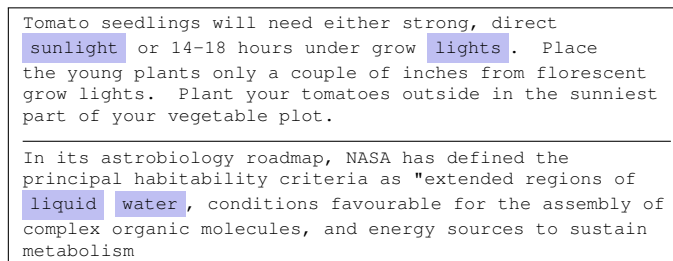 Tomato seedlings will need either strong, direct
sunlight or 14-18 hours under grow lights. Place
the young plants only a couple of inches from florescent
grow lights. Plant your tomatoes outside in the sunniest
part of your vegetable plot.
In its astrobiology roadmap, NASA has defined the
principal habitability criteria as "extended regions of
liquid water, conditions favourable for the assembly of
complex organic molecules, and energy sources to sustain
metabolism